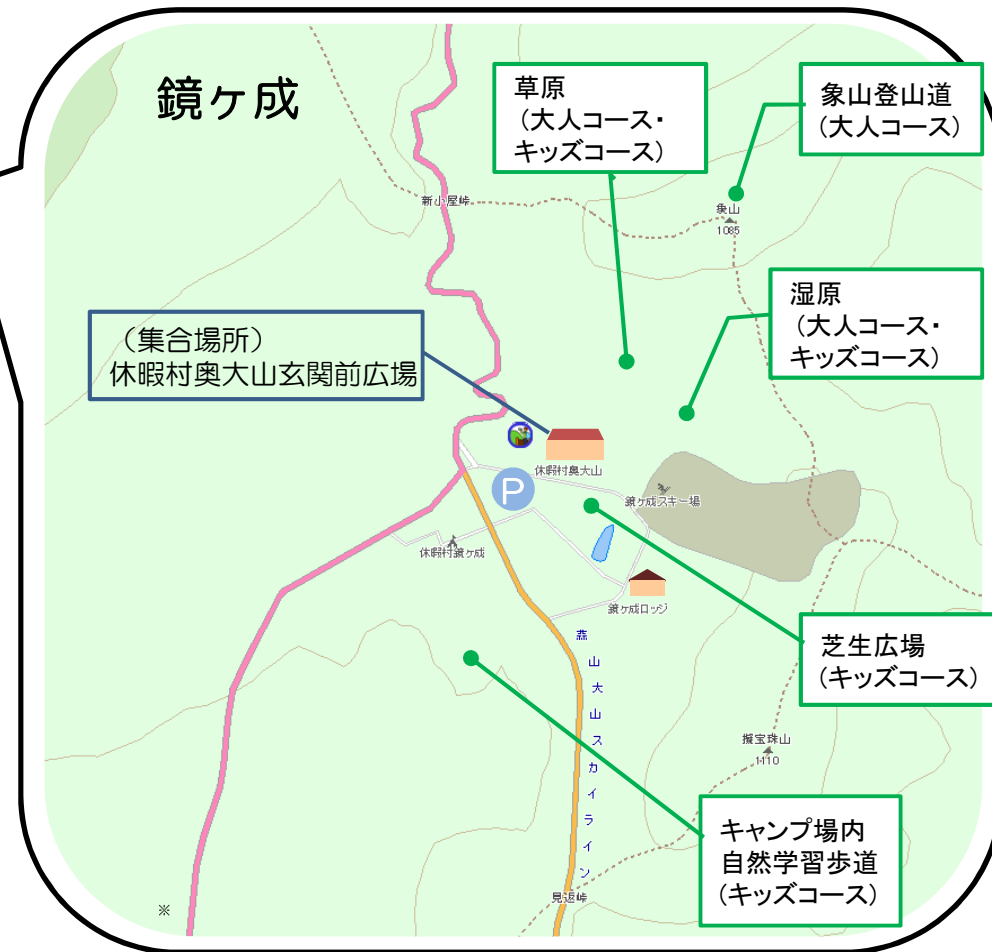 鏡ヶ成
草原
（大人コース・
キッズコース）
象山登山道
（大人コース）
新小屋峠
象山
1085
湿原
（大人コース・
キッズコース）
（集合場所）
休暇村奥大山玄関前広場
休暇村奥大山
P
鏡ヶ成スキー場
休暇村鏡ヶ成
鏡ヶ成ロッジ
蒜山大山スカイライン
芝生広場
（キッズコース）
擬宝珠山
1110
キャンプ場内
自然学習歩道
（キッズコース）
見返峠
※